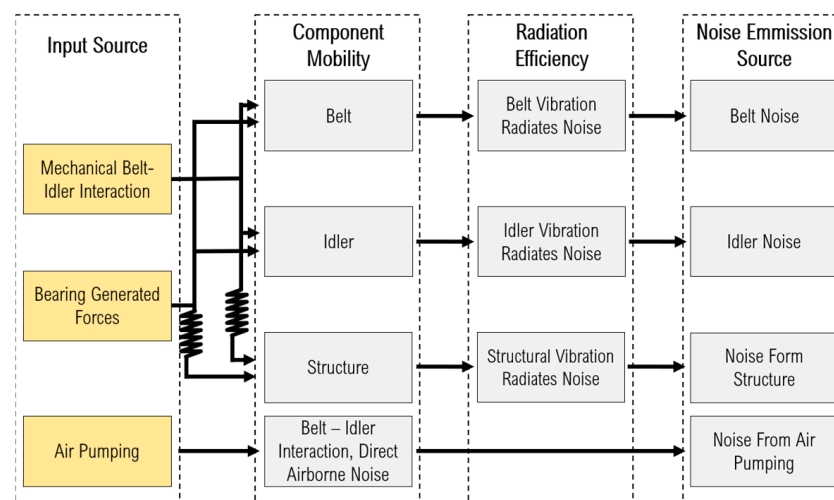 Input Source
Component
Mobility
Radiation
Efficiency
Noise Emmission
Source
Mechanical Belt-
Idler Interaction
Bearing Generated
Forces
Air Pumping
Belt
Idler
Structure
Belt – Idler
Interaction, Direct
Airborne Noise
Belt Vibration
Radiates Noise
Idler Vibration
Radiates Noise
Structural Vibration
Radiates Noise
Belt Noise
Idler Noise
Noise Form
Structure
Noise From Air
Pumping